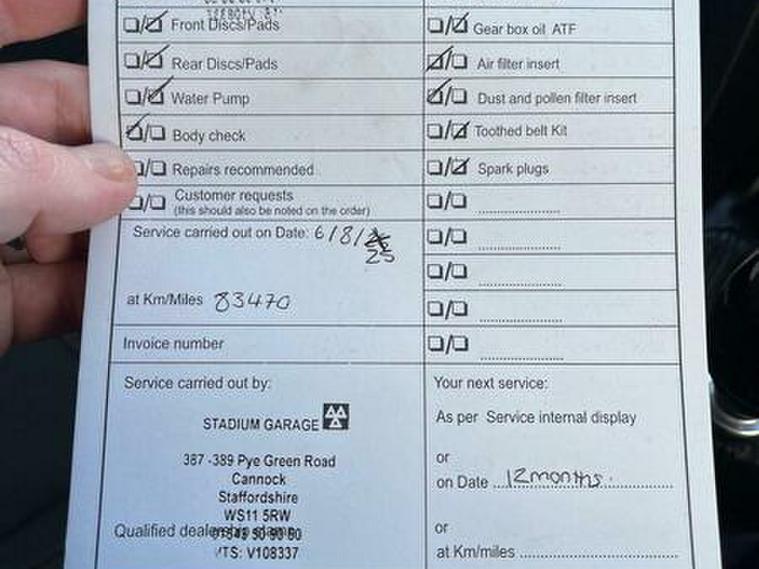 Front Discs/Pads
Gear box oil ATF
Rear Discs/Pads
Air filter insert
Water Pump
Dust and pollen filter insert
Body check
Toothed belt Kit
Repairs recommended
Spark plugs
Customer requests
(this should also be noted on the order)
Service carried out on Date: 6/8/
25
at Km/Miles 83470
Invoice number
Service carried out by:
Your next service:
STADIUM GARAGE
As per Service internal display
387 -389 Pye Green Road
Cannock
or
Staffordshire
on Date 12months.
WS11 5RW
Qualified dealership stamp
or
VTS: V108337
at Km/miles